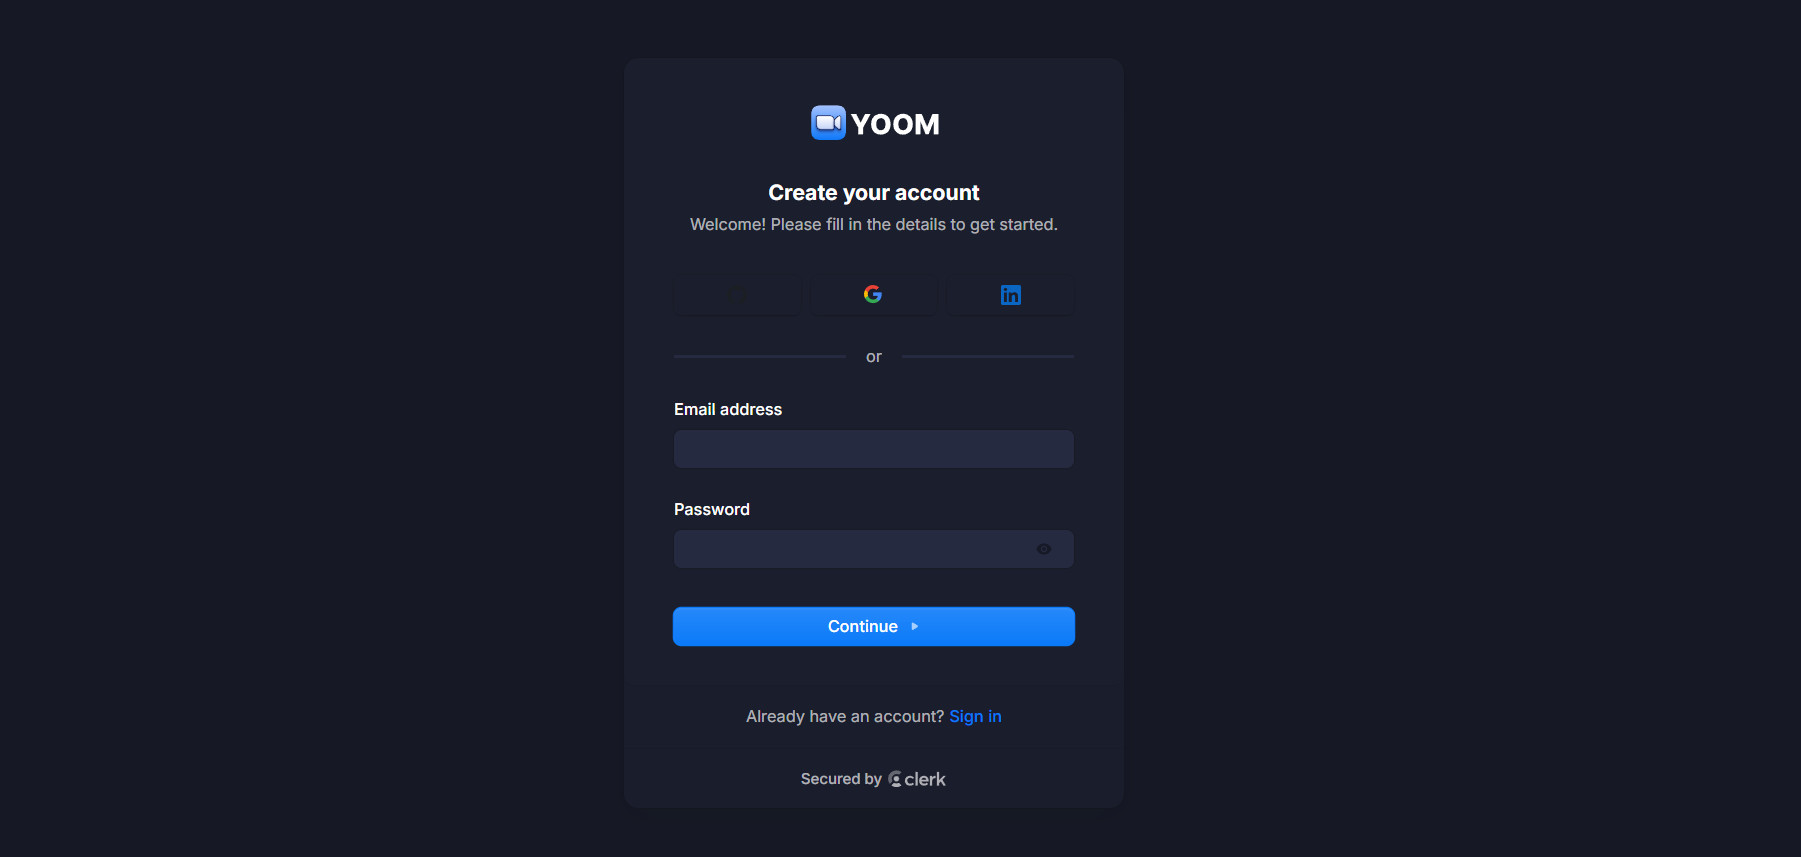 YOOM
Create your account
Welcome! Please fill in the details to get started.
or
Email address
Password
Continue
Already have an account? Sign in
Secured by clerk